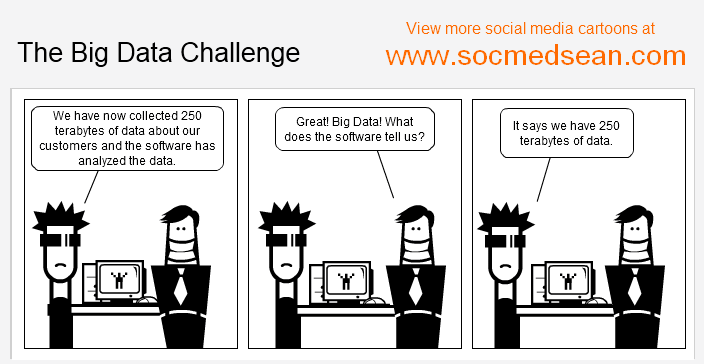 The Big Data Challenge
View more social media cartoons at
www.socmedsean.com
We have now collected 250
terabytes of data about our
customers and the software has
analyzed the data.
Great! Big Data! What
does the software tell us?
It says we have 250
terabytes of data.